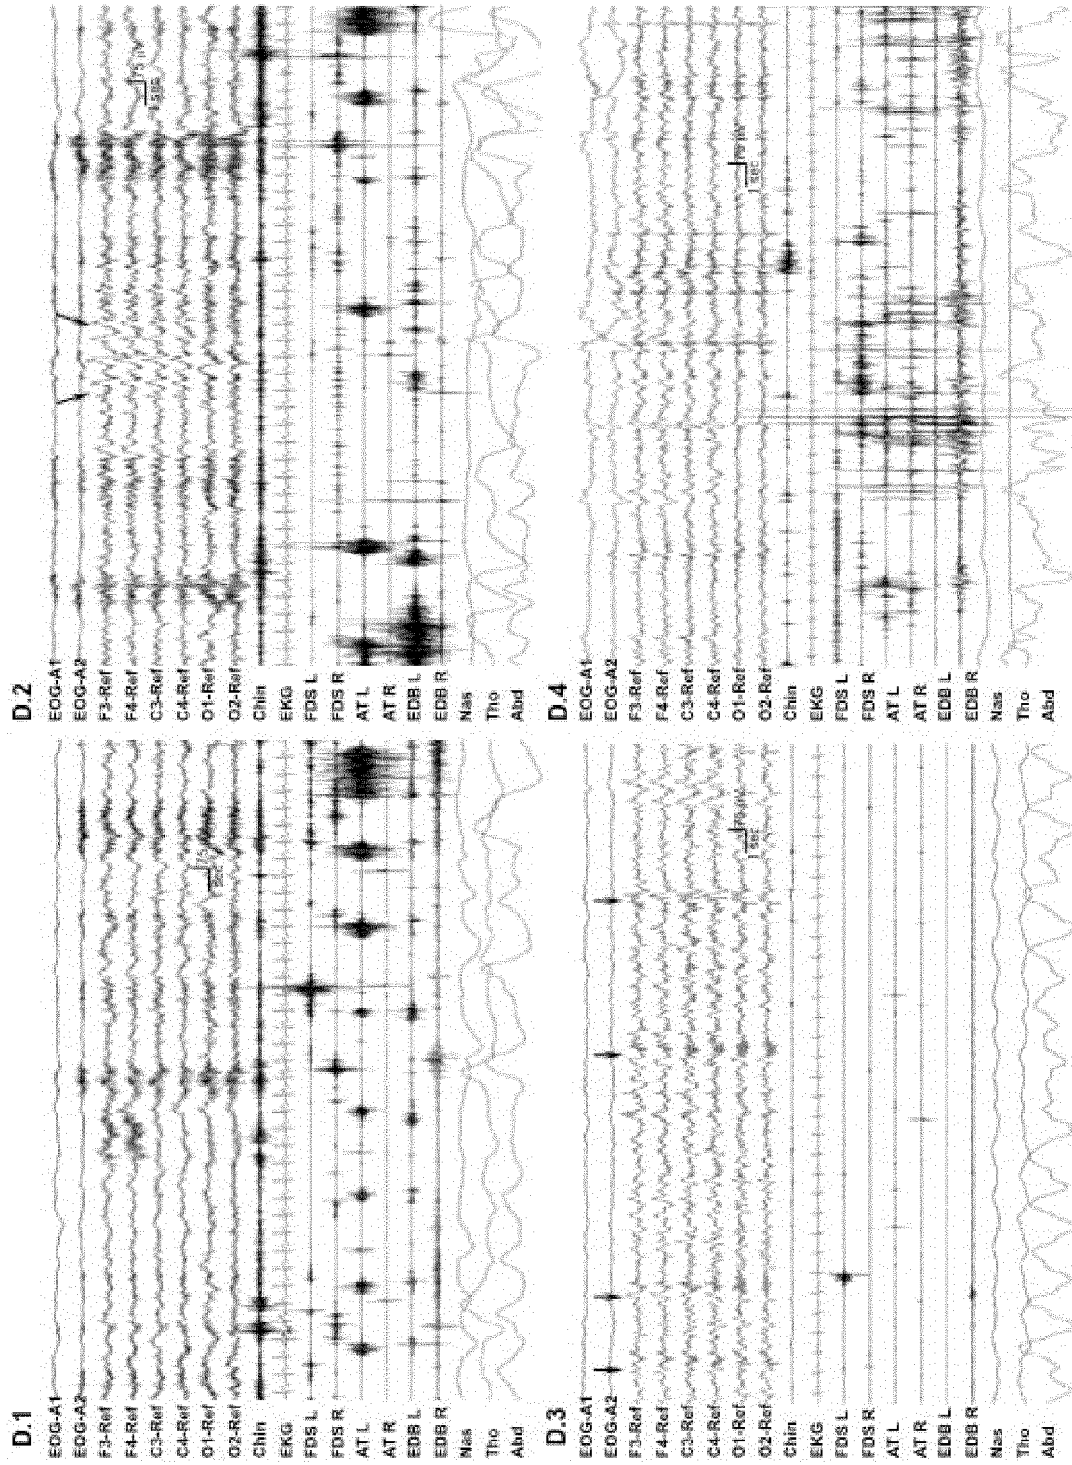 D.1
EOG-A1
EOG-A2
F3-Ref
F4-Ref
C3-Ref
C4-Ref
O1-Ref
O2-Ref
Chin
EKG
FDS L
FDS R
AT L
AT R
EDB L
EDB R
Nas
Tho
Abd
1 sec
D.2
EOG-A1
EOG-A2
F3-Ref
F4-Ref
C3-Ref
C4-Ref
O1-Ref
O2-Ref
Chin
EKG
FDS L
FDS R
AT L
AT R
EDB L
EDB R
Nas
Tho
Abd
75 mV
1 sec
D.3
EOG-A1
EOG-A2
F3-Ref
F4-Ref
C3-Ref
C4-Ref
O1-Ref
O2-Ref
Chin
EKG
FDS L
FDS R
AT L
AT R
EDB L
EDB R
Nas
Tho
Abd
75 mV
1 sec
D.4
EOG-A1
EOG-A2
F3-Ref
F4-Ref
C3-Ref
C4-Ref
O1-Ref
O2-Ref
Chin
EKG
FDS L
FDS R
AT L
AT R
EDB L
EDB R
Nas
Tho
Abd
75 mV
1 sec